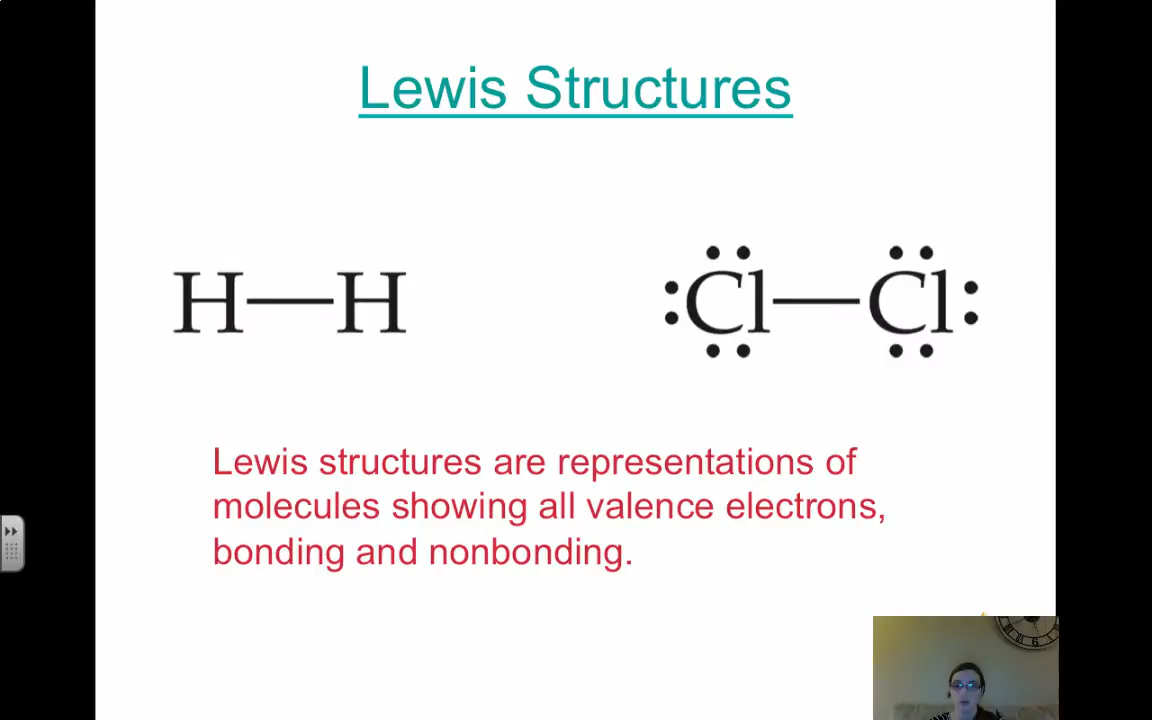 Lewis Structures
H—H :Cl—Cl:
Lewis structures are representations of
molecules showing all valence electrons,
bonding and nonbonding.